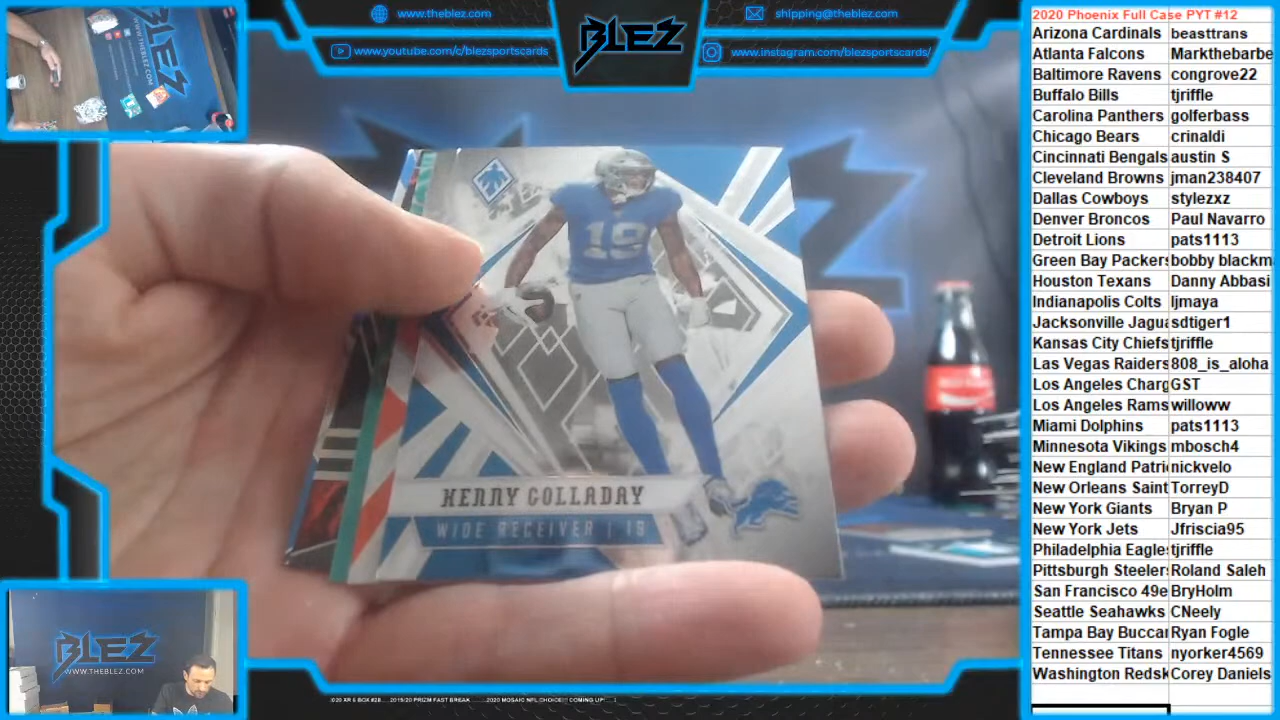 www.theblez.com
shipping@theblez.com
www.youtube.com/c/blezsportscards
BLEZ
www.instagram.com/blezsportscards/
19
KENNY GOLLADAY
WIDE RECEIVER | 19
BLEZ
WWW.THEBLEZ.COM
2020 Phoenix Full Case PYT #12
Arizona Cardinals beasttrans
Atlanta Falcons Markthebarbe
Baltimore Ravens congrove22
Buffalo Bills tjriffle
Carolina Panthers golferbass
Chicago Bears crinaldi
Cincinnati Bengals austin S
Cleveland Browns jman238407
Dallas Cowboys stylezxz
Denver Broncos Paul Navarro
Detroit Lions pats1113
Green Bay Packers bobby blackm
Houston Texans Danny Abbasi
Indianapolis Colts ljmaya
Jacksonville Jagua sdtiger1
Kansas City Chiefs tjriffle
Las Vegas Raiders 808_is_aloha
Los Angeles Charg GST
Los Angeles Rams willoww
Miami Dolphins pats1113
Minnesota Vikings mbosch4
New England Patri nickvelo
New Orleans Saint TorreyD
New York Giants Bryan P
New York Jets Jfriscia95
Philadelphia Eagle tjriffle
Pittsburgh Steeler Roland Saleh
San Francisco 49e BryHolm
Seattle Seahawks CNeely
Tampa Bay Buccan Ryan Fogle
Tennessee Titans nyorker4569
Washington Redsk Corey Daniels